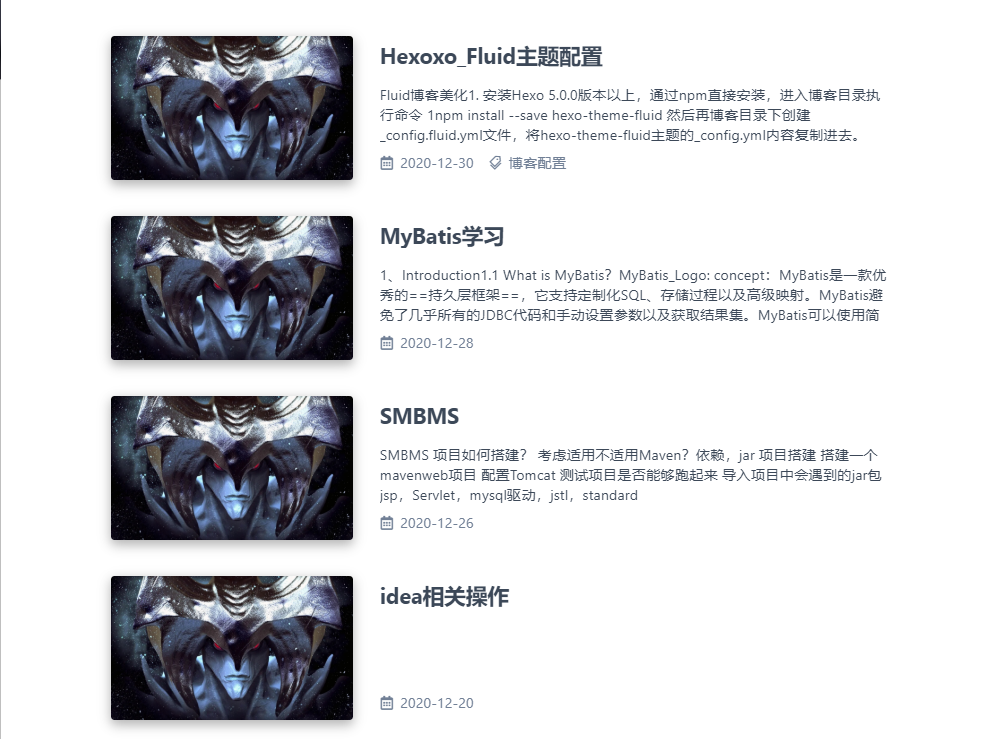 Hexoxo_Fluid主题配置
Fluid博客美化1. 安装Hexo 5.0.0版本以上，通过npm直接安装，进入博客目录执
行命令 1npm install --save hexo-theme-fluid 然后再博客目录下创建
_config.fluid.yml文件，将hexo-theme-fluid主题的_config.yml内容复制进去。
2020-12-30 博客配置
MyBatis学习
1、Introduction1.1 What is MyBatis？MyBatis_Logo: concept：MyBatis是一款优
秀的==持久层框架==，它支持定制化SQL、存储过程以及高级映射。MyBatis避
免了几乎所有的JDBC代码和手动设置参数以及获取结果集。MyBatis可以使用简
2020-12-28
SMBMS
SMBMS 项目如何搭建？ 考虑适用不适用Maven？依赖，jar 项目搭建 搭建一个
mavenweb项目 配置Tomcat 测试项目是否能够跑起来 导入项目中会遇到的jar包
jsp，Servlet，mysql驱动，jstl，standard
2020-12-26
idea相关操作
2020-12-20